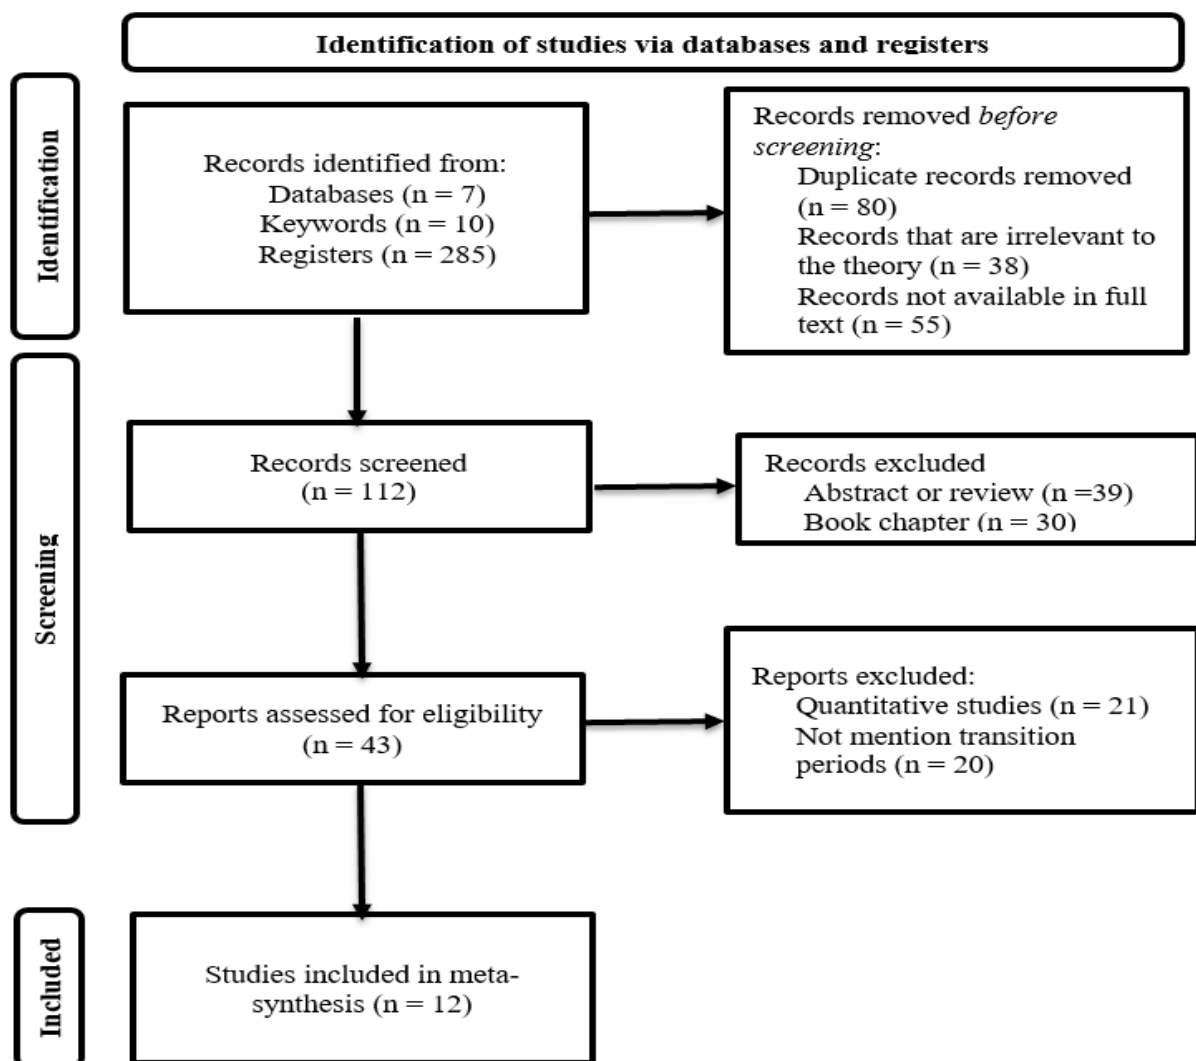 Identification of studies via databases and registers
Identification
Records identified from:
Databases (n = 7)
Keywords (n = 10)
Registers (n = 285)
Records removed before
screening:
Duplicate records removed
(n = 80)
Records that are irrelevant to
the theory (n = 38)
Records not available in full
text (n = 55)
Screening
Records screened
(n = 112)
Records excluded
Abstract or review (n =39)
Book chapter (n = 30)
Reports assessed for eligibility
(n = 43)
Reports excluded:
Quantitative studies (n = 21)
Not mention transition
periods (n = 20)
Included
Studies included in meta-
synthesis (n = 12)